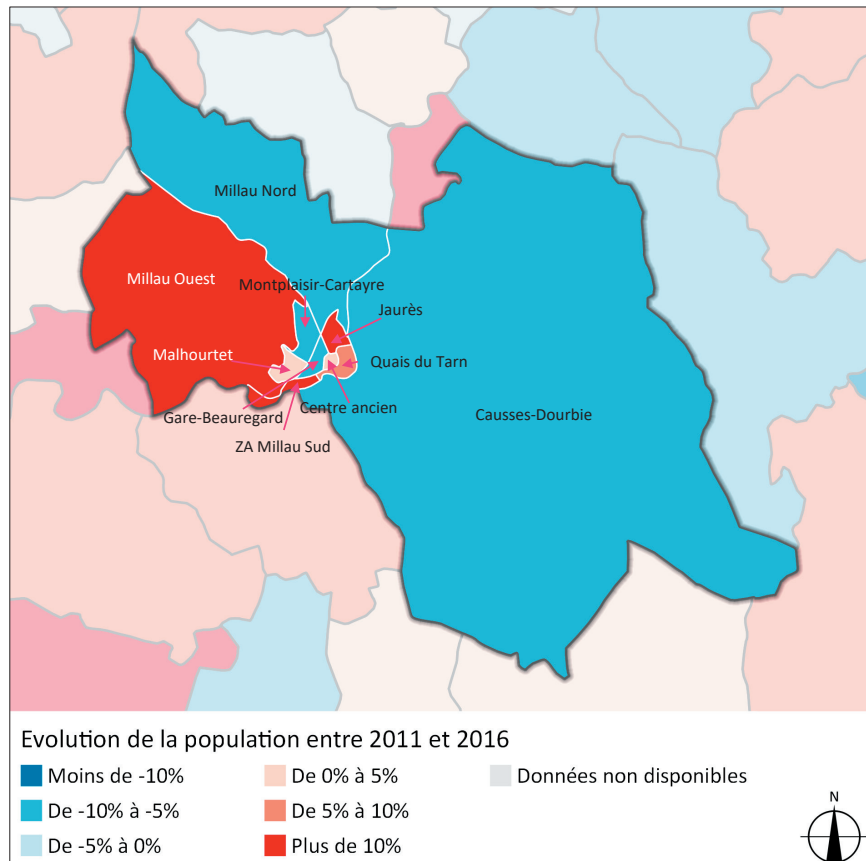 Millau Nord
Millau Ouest
Montplaisir-Cartayre
Jaurès
Malhourtet
Quais du Tarn
Gare-Beauregard
Centre ancien
Causses-Dourbie
ZA Millau Sud
Evolution de la population entre 2011 et 2016
Moins de -10%
De -10% à -5%
De -5% à 0%
De 0% à 5%
De 5% à 10%
Plus de 10%
Données non disponibles
N